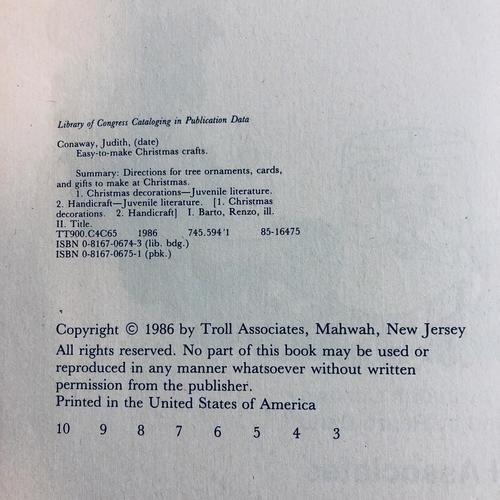 Library of Congress Cataloging in Publication Data
Conaway, Judith, (date)
Easy-to-make Christmas crafts.
Summary: Directions for tree ornaments, cards,
and gifts to make at Christmas.
1. Christmas decorations—Juvenile literature.
2. Handicraft—Juvenile literature. [1. Christmas
decorations. 2. Handicraft] I. Barto, Renzo, ill.
II. Title.
TT900.C4C65 1986 745.594'1 85-16475
ISBN 0-8167-0674-3 (lib. bdg.)
ISBN 0-8167-0675-1 (pbk.)
Copyright © 1986 by Troll Associates, Mahwah, New Jersey
All rights reserved. No part of this book may be used or
reproduced in any manner whatsoever without written
permission from the publisher.
Printed in the United States of America
10 9 8 7 6 5 4 3